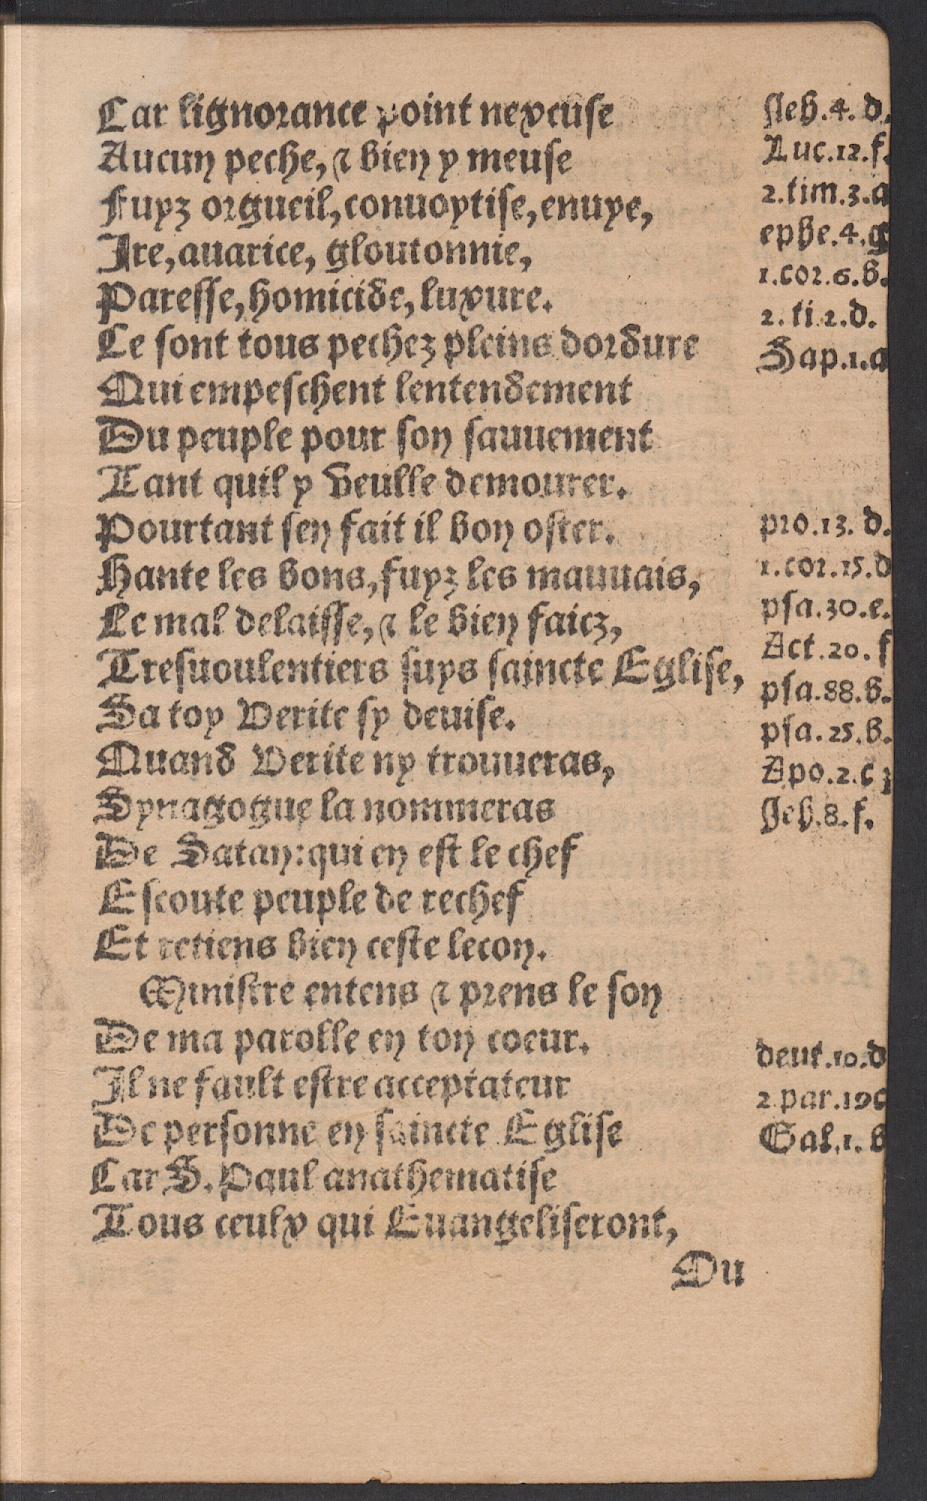 Car lignorance point nexcuse
Aucun peche, & bien y meuse
Fuyz orgueil, conuoytise, enuye,
Ire, auarice, gloutonnie,
Paresse, homicide, luxure.
Ce sont tous pechez pleins dordure
Qui empeschent lentendement
Du peuple pour son sauuement
Tant quil y veulle demourer.
Pourtant sen fait il bon oster.
Hante les bons, fuyz les mauuais,
Le mal delaisse, & le bien faicz,
Tresuoulentiers suys saincte Eglise,
Sa toy Verite sy deuise.
Quand Verite ny trouueras,
Synagogue la nommeras
De Satan: qui en est le chef
Escoute peuple de rechef
Et retiens bien ceste lecon.
Ministre entens & prens le son
De ma parolle en ton coeur.
Il ne fault estre acceptateur
De personne en saincte Eglise
Car S. Paul anathematise
Tous ceulx qui Euangeliseront,
Ou
Heb.4. d.
Luc.12.f.
2.tim.3.a
ephe.4.g
1.cor.6.b.
2.ti.2.d.
Sap.1.a
pro.13. d.
1.cor.15.d
psa.30.e.
Act.20.f
psa.88.b.
psa.25.b.
Apo.2.c 3
Jeh.8.f.
deut.10.d
2.par.19c
Gal.1.b